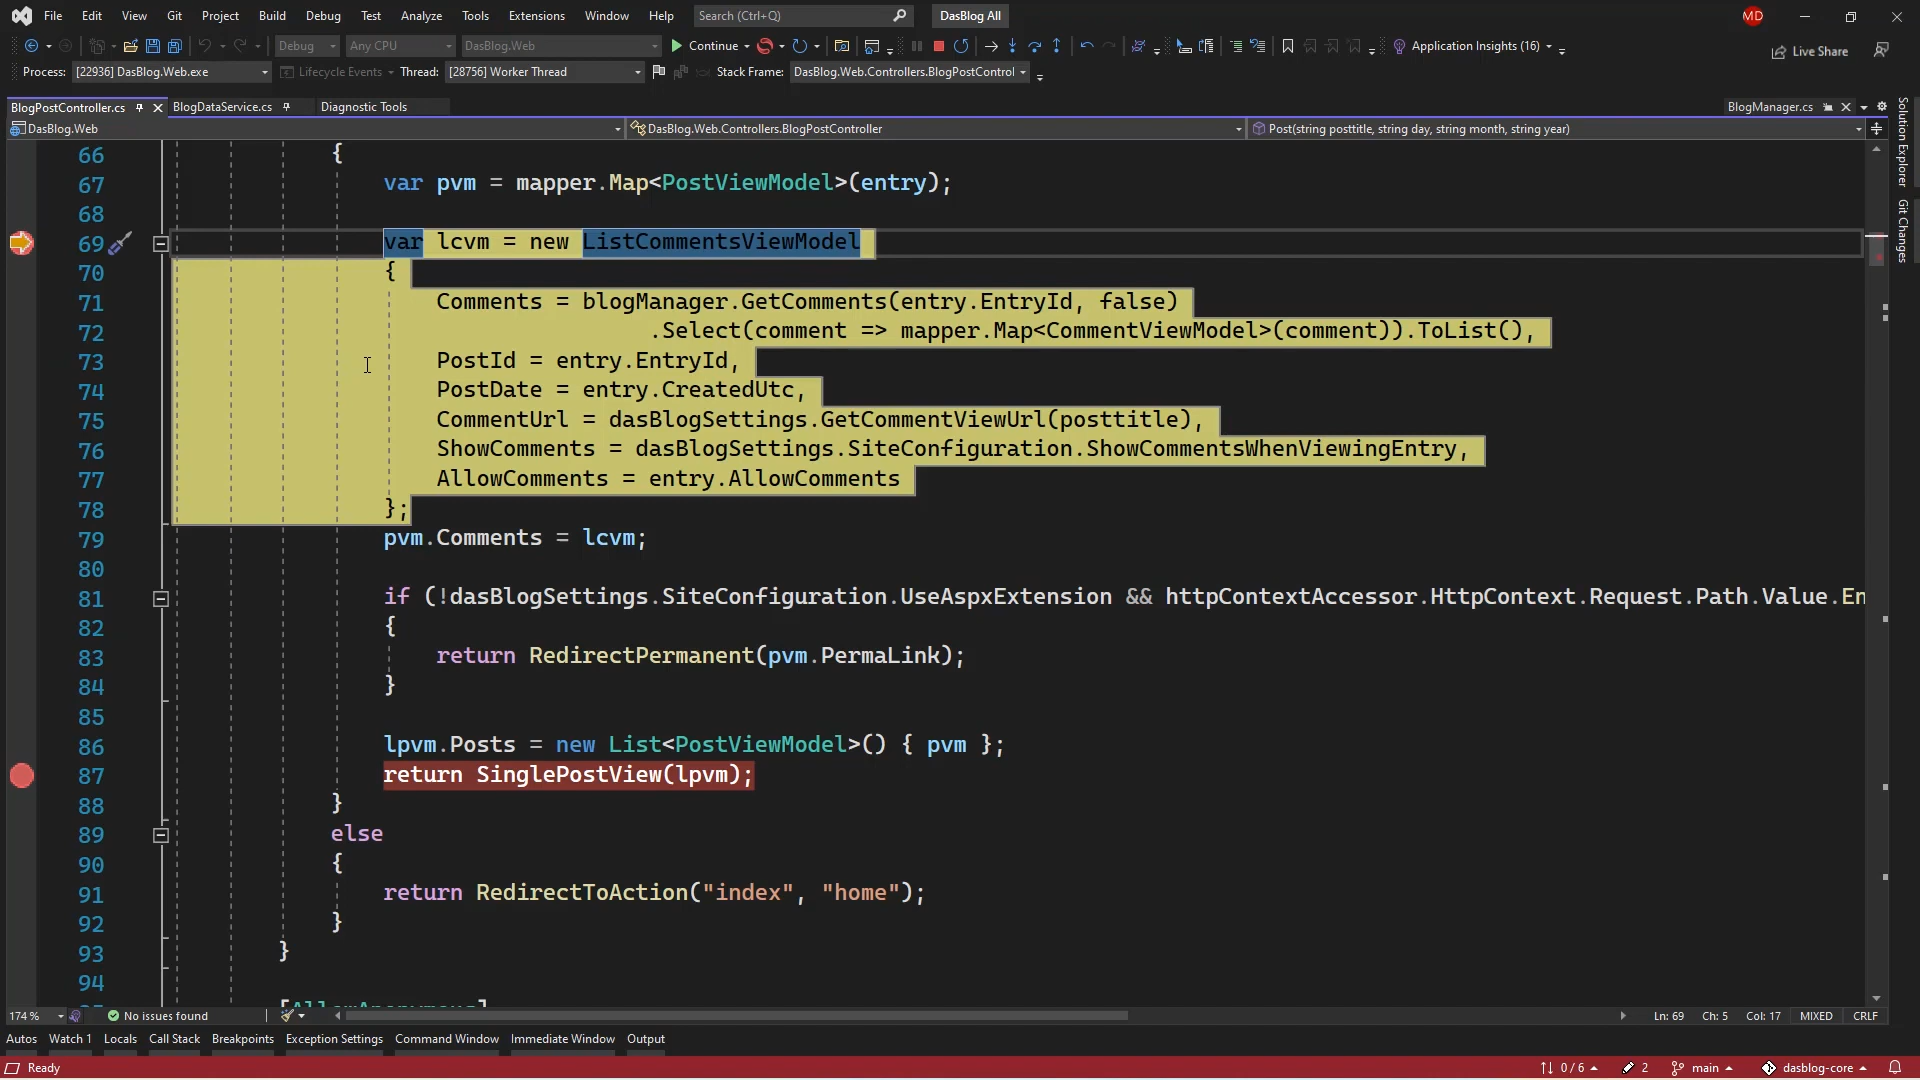 File Edit View Git Project Build Debug Test Analyze Tools Extensions Window Help Search (Ctrl+Q) DasBlog All MD
Debug Any CPU DasBlog.Web Continue Application Insights (16) Live Share
Process: [22936] DasBlog.Web.exe Lifecycle Events Thread: [28756] Worker Thread Stack Frame: DasBlog.Web.Controllers.BlogPostControl
BlogPostController.cs BlogDataService.cs Diagnostic Tools BlogManager.cs
DasBlog.Web DasBlog.Web.Controllers.BlogPostController Post(string posttitle, string day, string month, string year)
Solution Explorer
Git Changes
66 {
67 var pvm = mapper.Map<PostViewModel>(entry);
68
69 var lcvm = new ListCommentsViewModel
70 {
71 Comments = blogManager.GetComments(entry.EntryId, false)
72 .Select(comment => mapper.Map<CommentViewModel>(comment)).ToList(),
73 PostId = entry.EntryId,
74 PostDate = entry.CreatedUtc,
75 CommentUrl = dasBlogSettings.GetCommentViewUrl(posttitle),
76 ShowComments = dasBlogSettings.SiteConfiguration.ShowCommentsWhenViewingEntry,
77 AllowComments = entry.AllowComments
78 };
79 pvm.Comments = lcvm;
80
81 if (!dasBlogSettings.SiteConfiguration.UseAspxExtension && httpContextAccessor.HttpContext.Request.Path.Value.En
82 {
83 return RedirectPermanent(pvm.PermaLink);
84 }
85
86 lpvm.Posts = new List<PostViewModel>() { pvm };
87 return SinglePostView(lpvm);
88 }
89 else
90 {
91 return RedirectToAction("index", "home");
92 }
93 }
94
174 % No issues found Ln: 69 Ch: 5 Col: 17 MIXED CRLF
Autos Watch 1 Locals Call Stack Breakpoints Exception Settings Command Window Immediate Window Output
Ready 0 / 6 2 main dasblog-core